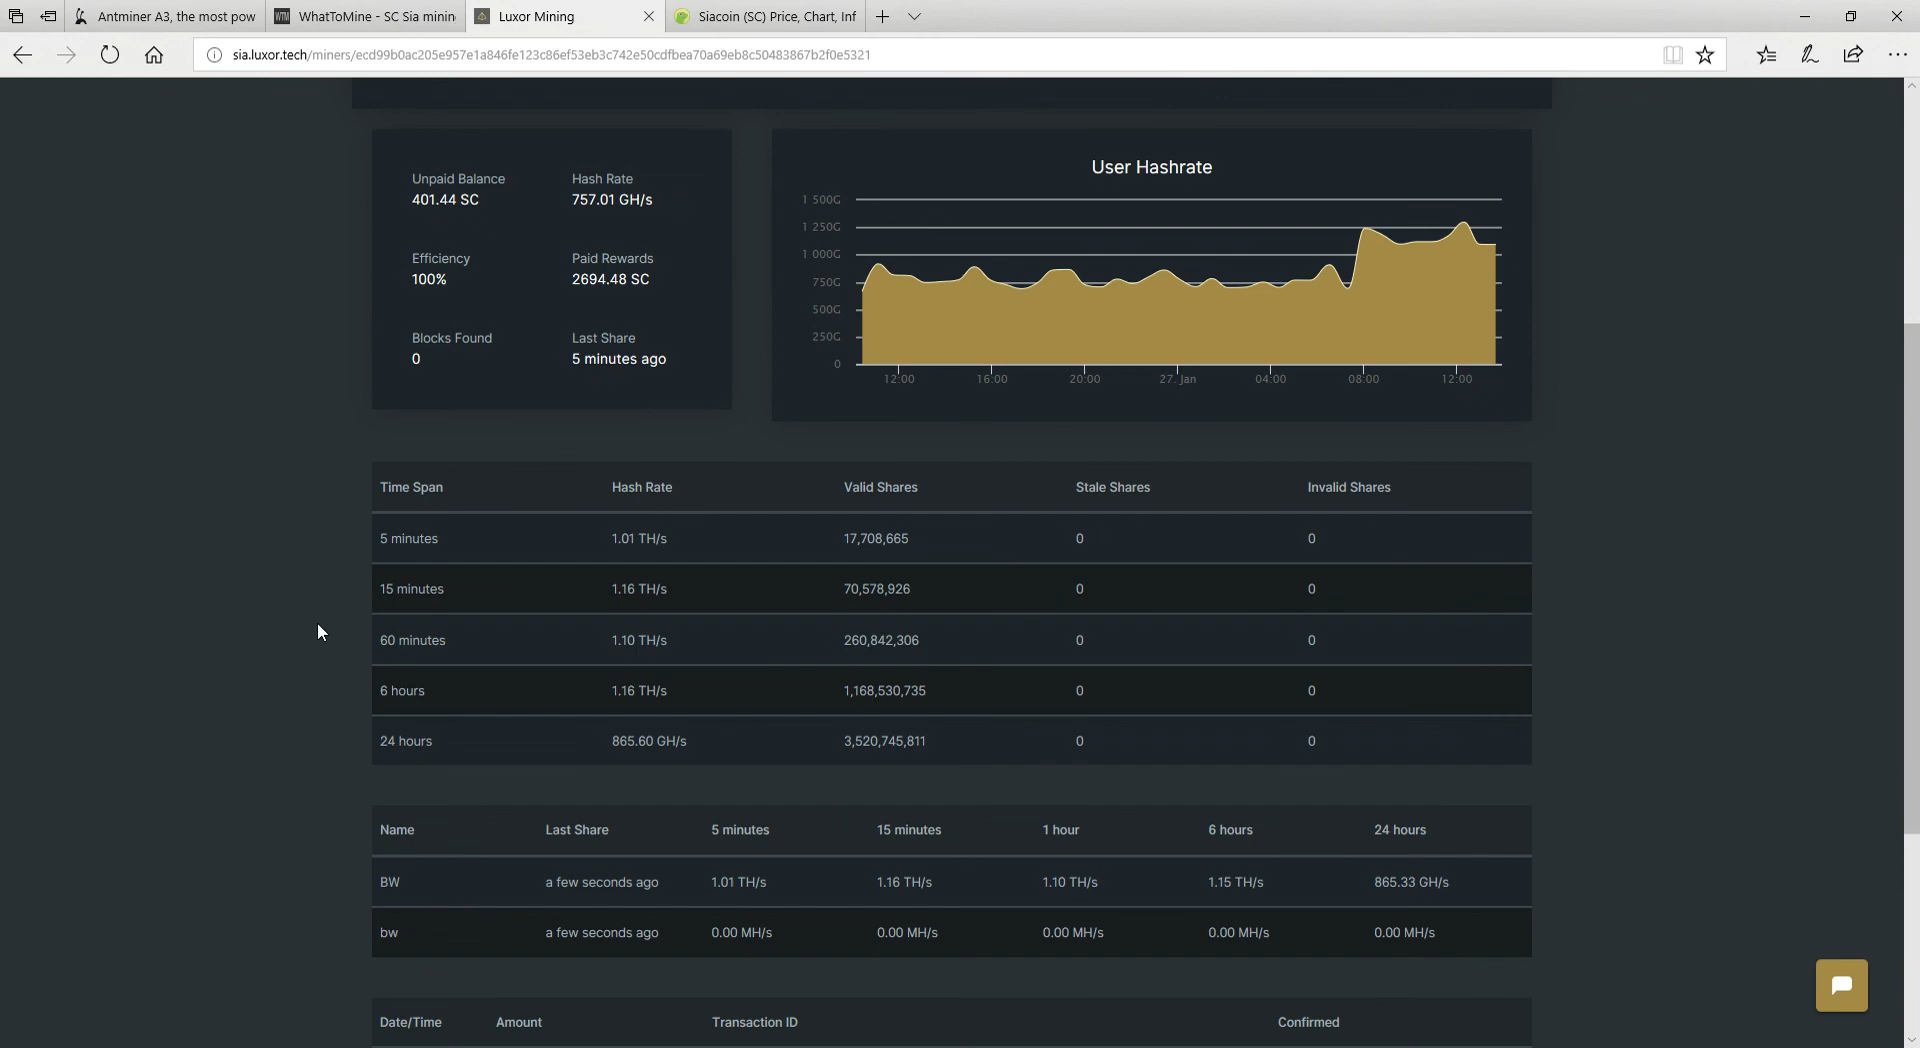 Antminer A3, the most pow
WTM WhatToMine - SC Sia minin
Luxor Mining
Siacoin (SC) Price, Chart, Inf
sia.luxor.tech/miners/ecd99b0ac205e957e1a846fe123c86ef53eb3c742e50cdfbea70a69eb8c50483867b2f0e5321
Unpaid Balance Hash Rate
401.44 SC 757.01 GH/s
Efficiency Paid Rewards
100% 2694.48 SC
Blocks Found Last Share
0 5 minutes ago
User Hashrate
1 500G
1 250G
1 000G
750G
500G
250G
0
12:00 16:00 20:00 27. Jan 04:00 08:00 12:00
Time Span Hash Rate Valid Shares Stale Shares Invalid Shares
5 minutes 1.01 TH/s 17,708,665 0 0
15 minutes 1.16 TH/s 70,578,926 0 0
60 minutes 1.10 TH/s 260,842,306 0 0
6 hours 1.16 TH/s 1,168,530,735 0 0
24 hours 865.60 GH/s 3,520,745,811 0 0
Name Last Share 5 minutes 15 minutes 1 hour 6 hours 24 hours
BW a few seconds ago 1.01 TH/s 1.16 TH/s 1.10 TH/s 1.15 TH/s 865.33 GH/s
bw a few seconds ago 0.00 MH/s 0.00 MH/s 0.00 MH/s 0.00 MH/s 0.00 MH/s
Date/Time Amount Transaction ID Confirmed